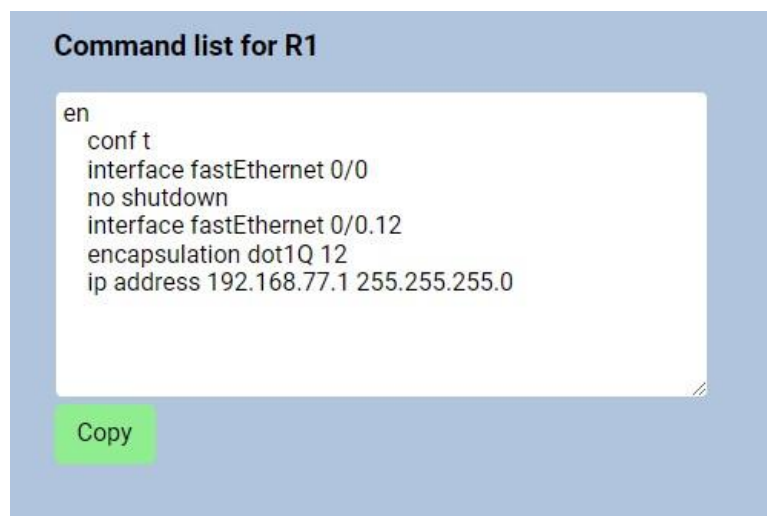 Command list for R1
en
conf t
interface fastEthernet 0/0
no shutdown
interface fastEthernet 0/0.12
encapsulation dot1Q 12
ip address 192.168.77.1 255.255.255.0
Copy